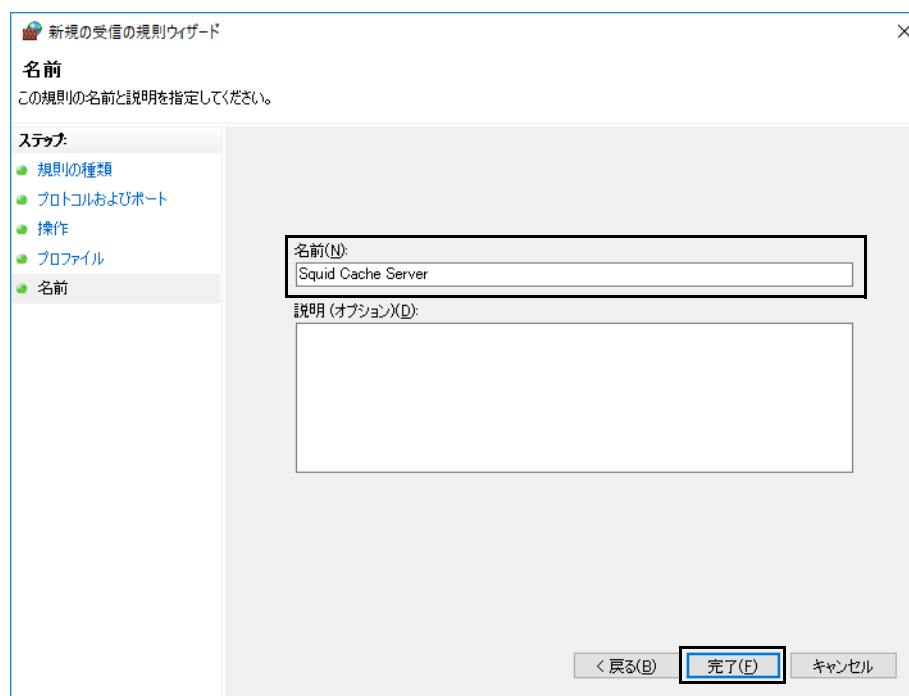 新規の受信の規則ウィザード
名前
この規則の名前と説明を指定してください。
ステップ:
規則の種類
プロトコルおよびポート
操作
プロファイル
名前
名前(N):
Squid Cache Server
説明 (オプション)(D):
< 戻る(B)
完了(F)
キャンセル